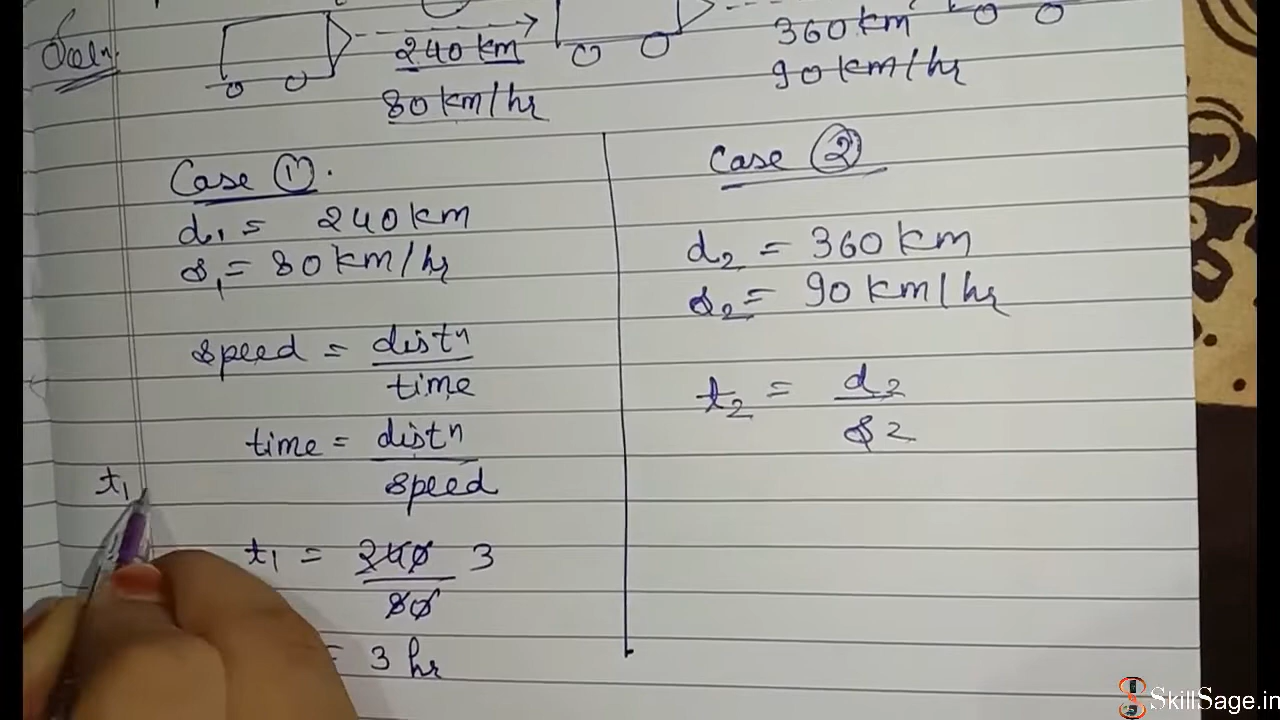 Soln.
240 km
80 km/hr
360 km
90 km/hr
Case ①.
d₁ = 240 km
s₁ = 80 km/hr
speed = distⁿ
time
time = distⁿ
speed
t₁
t₁ = 240 3
80
= 3 hr
Case ②
d₂ = 360 km
s₂ = 90 km/hr
t₂ = d₂
s₂
SkillSage.in